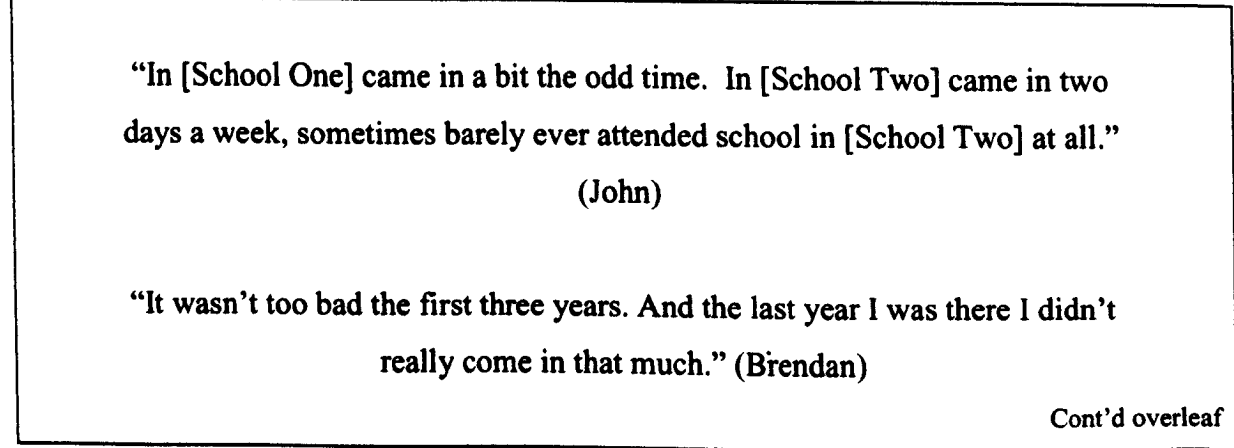 “In [School One] came in a bit the odd time.  In [School Two] came in two
days a week, sometimes barely ever attended school in [School Two] at all.”
(John)
“It wasn’t too bad the first three years. And the last year I was there I didn’t
really come in that much.” (Brendan)
Cont’d overleaf